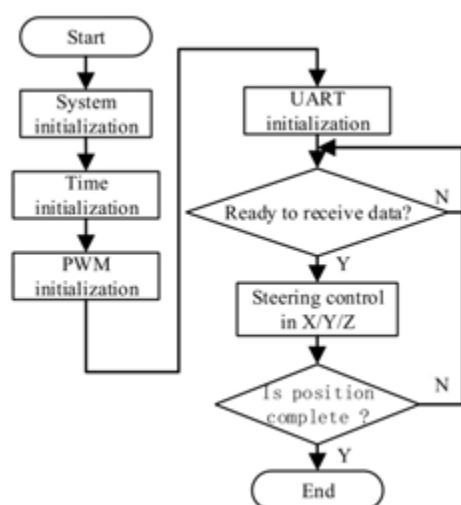 Start
System
initialization
Time
initialization
PWM
initialization
UART
initialization
Ready to receive data?
N
Y
Steering control
in X/Y/Z
Is position
complete ?
N
Y
End